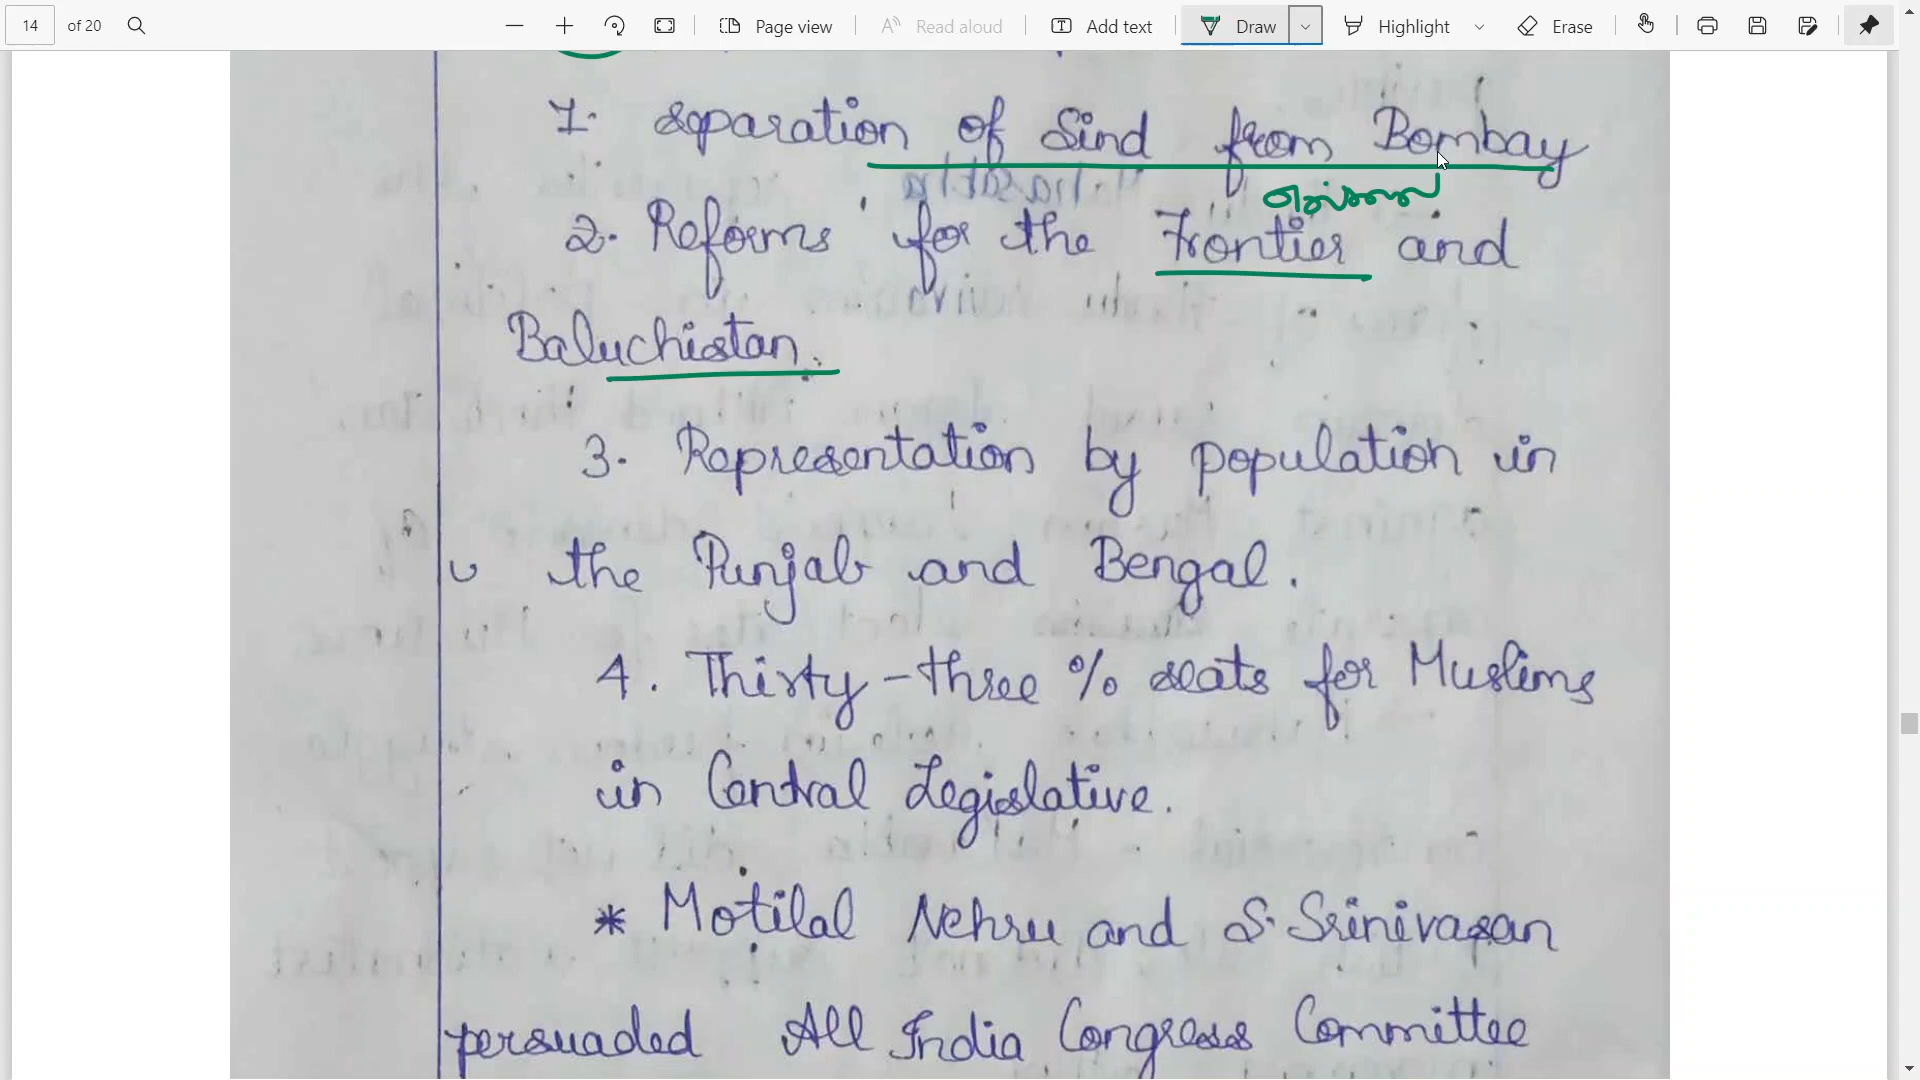 14 of 20 Page view Read aloud Add text Draw Highlight Erase
1. separation of Sind from Bombay
2. Reforms for the Frontier and
Baluchistan.
3. Representation by population in
the Punjab and Bengal.
4. Thirty-three % seats for Muslims
in Central Legislative.
* Motilal Nehru and S. Srinivasan
persuaded All India Congress Committee